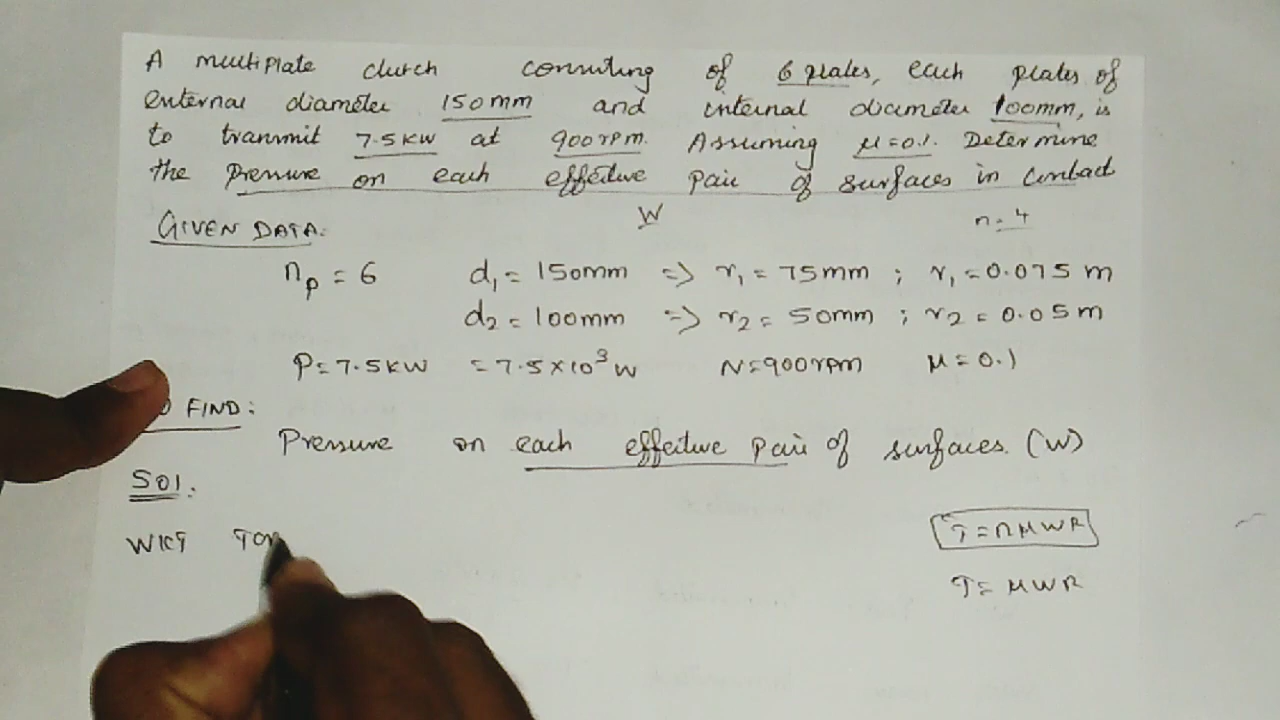 A multiplate clutch consisting of 6 plates, each plates of
external diameter 150mm and internal diameter 100mm, is
to transmit 7.5KW at 900rpm. Assuming μ=0.1. Determine
the Pressure on each effective pair of surfaces in Contact
W n=4
GIVEN DATA:
np = 6 d1 = 150mm => r1 = 75mm ; r1 = 0.075 m
d2 = 100mm => r2 = 50mm ; r2 = 0.05m
P=7.5KW = 7.5×10³ W N=900rpm μ=0.1
O FIND:
Pressure on each effective pair of surfaces. (W)
Sol.
T=nμWR
WKT Tor
T= μWR